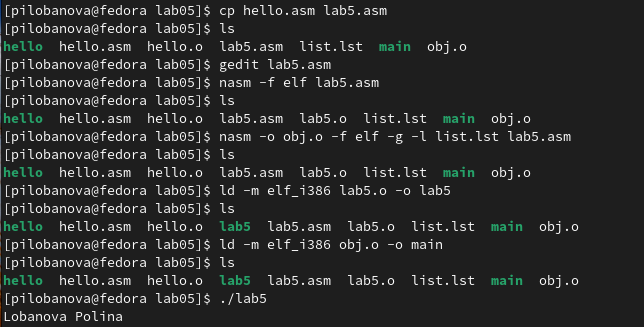 [pilobanova@fedora lab05]$ cp hello.asm lab5.asm
[pilobanova@fedora lab05]$ ls
hello hello.asm hello.o lab5.asm list.lst main obj.o
[pilobanova@fedora lab05]$ gedit lab5.asm
[pilobanova@fedora lab05]$ nasm -f elf lab5.asm
[pilobanova@fedora lab05]$ ls
hello hello.asm hello.o lab5.asm lab5.o list.lst main obj.o
[pilobanova@fedora lab05]$ nasm -o obj.o -f elf -g -l list.lst lab5.asm
[pilobanova@fedora lab05]$ ls
hello hello.asm hello.o lab5.asm lab5.o list.lst main obj.o
[pilobanova@fedora lab05]$ ld -m elf_i386 lab5.o -o lab5
[pilobanova@fedora lab05]$ ls
hello hello.asm hello.o lab5 lab5.asm lab5.o list.lst main obj.o
[pilobanova@fedora lab05]$ ld -m elf_i386 obj.o -o main
[pilobanova@fedora lab05]$ ls
hello hello.asm hello.o lab5 lab5.asm lab5.o list.lst main obj.o
[pilobanova@fedora lab05]$ ./lab5
Lobanova Polina